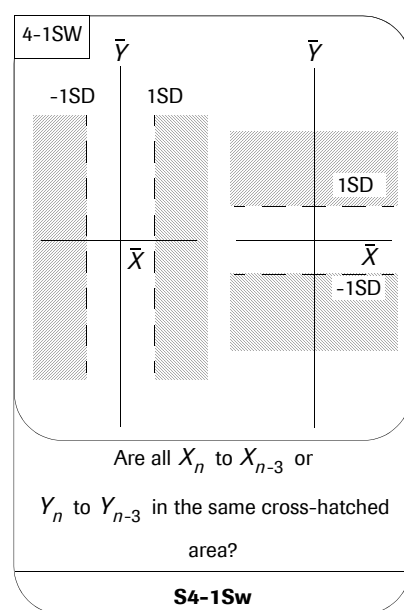 4-1SW
Ȳ
Ȳ
-1SD 1SD
1SD
X̄
X̄
-1SD
Are all Xₙ to Xₙ₋₃ or
Yₙ to Yₙ₋₃ in the same cross-hatched
area?
S4-1Sw